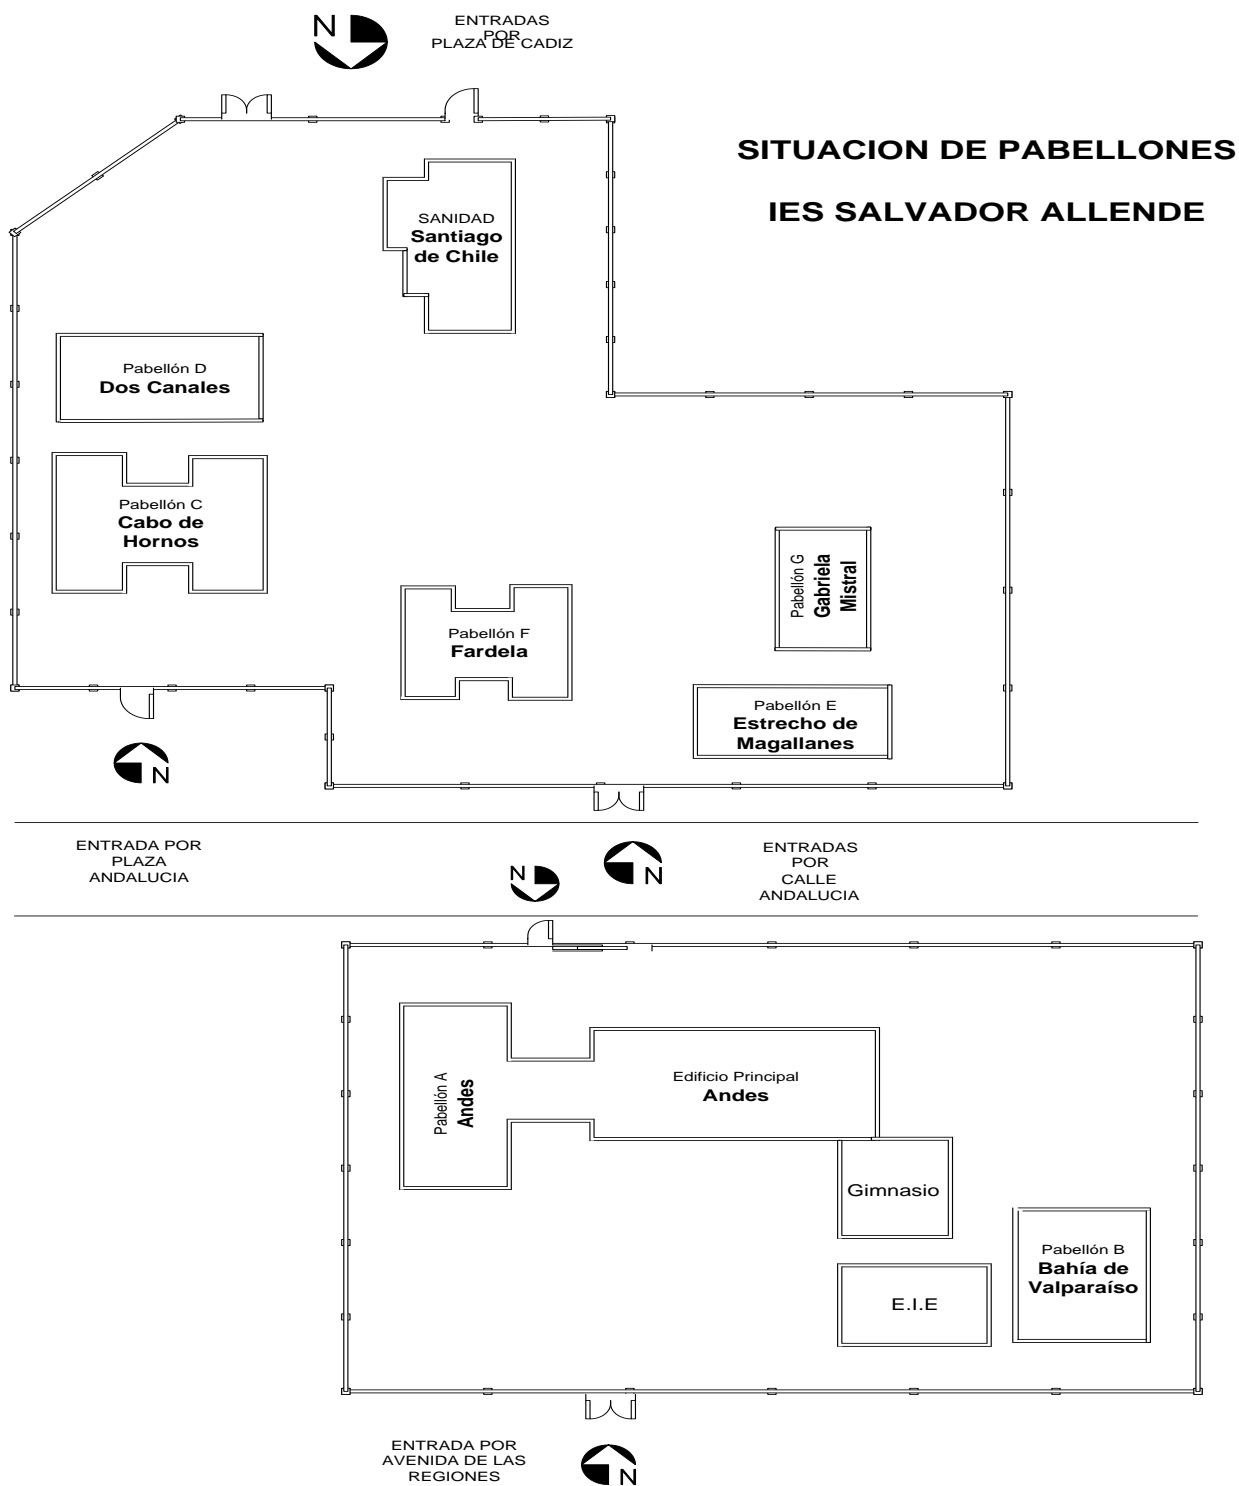 N
ENTRADAS
POR
PLAZA DE CADIZ
SITUACION DE PABELLONES
IES SALVADOR ALLENDE
SANIDAD
Santiago
de Chile
Pabellón D
Dos Canales
Pabellón C
Cabo de
Hornos
Pabellón G
Gabriela
Mistral
Pabellón F
Fardela
Pabellón E
Estrecho de
Magallanes
N
ENTRADA POR
PLAZA
ANDALUCIA
N
N
ENTRADAS
POR
CALLE
ANDALUCIA
Pabellón A
Andes
Edificio Principal
Andes
Gimnasio
Pabellón B
Bahía de
Valparaíso
E.I.E
ENTRADA POR
AVENIDA DE LAS
REGIONES
N